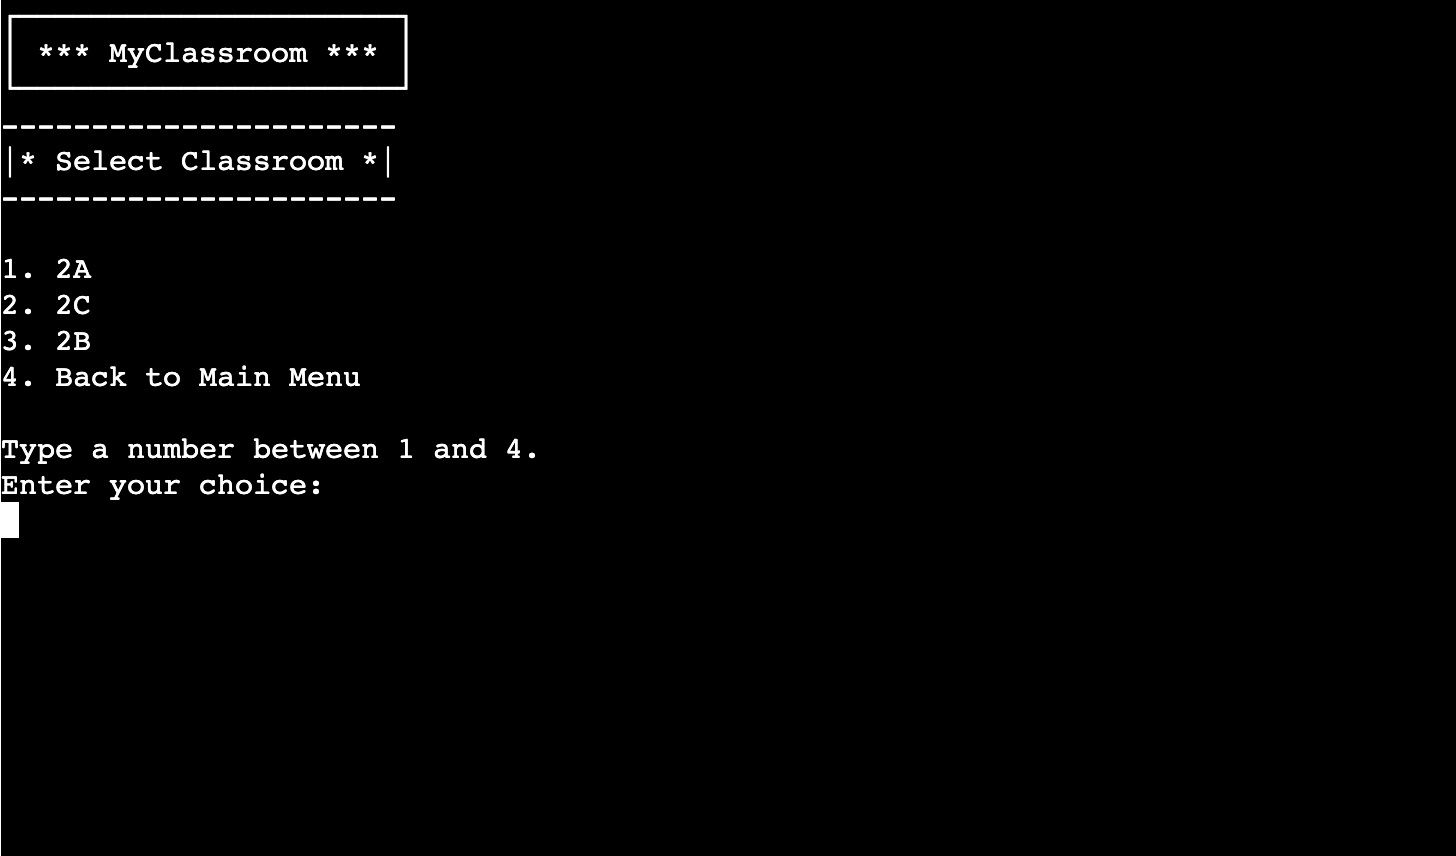 *** MyClassroom ***
----------------------
|* Select Classroom *|
----------------------
1. 2A
2. 2C
3. 2B
4. Back to Main Menu
Type a number between 1 and 4.
Enter your choice: